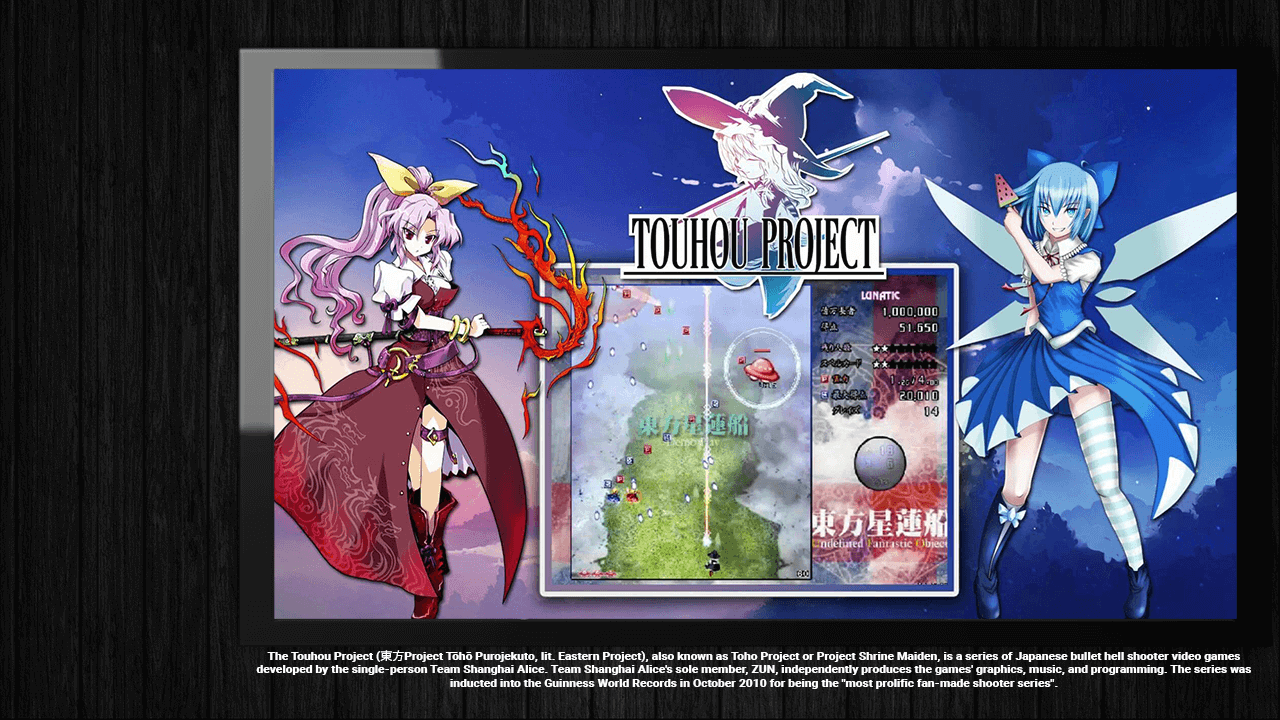 TOUHOU PROJECT
LUNATIC
1,000,000
51,650
20,010
14
東方星蓮船
東方星蓮船
The Touhou Project (東方Project Tōhō Purojekuto, lit. Eastern Project), also known as Toho Project or Project Shrine Maiden, is a series of Japanese bullet hell shooter video games
developed by the single-person Team Shanghai Alice. Team Shanghai Alice's sole member, ZUN, independently produces the games' graphics, music, and programming. The series was
inducted into the Guinness World Records in October 2010 for being the "most prolific fan-made shooter series".